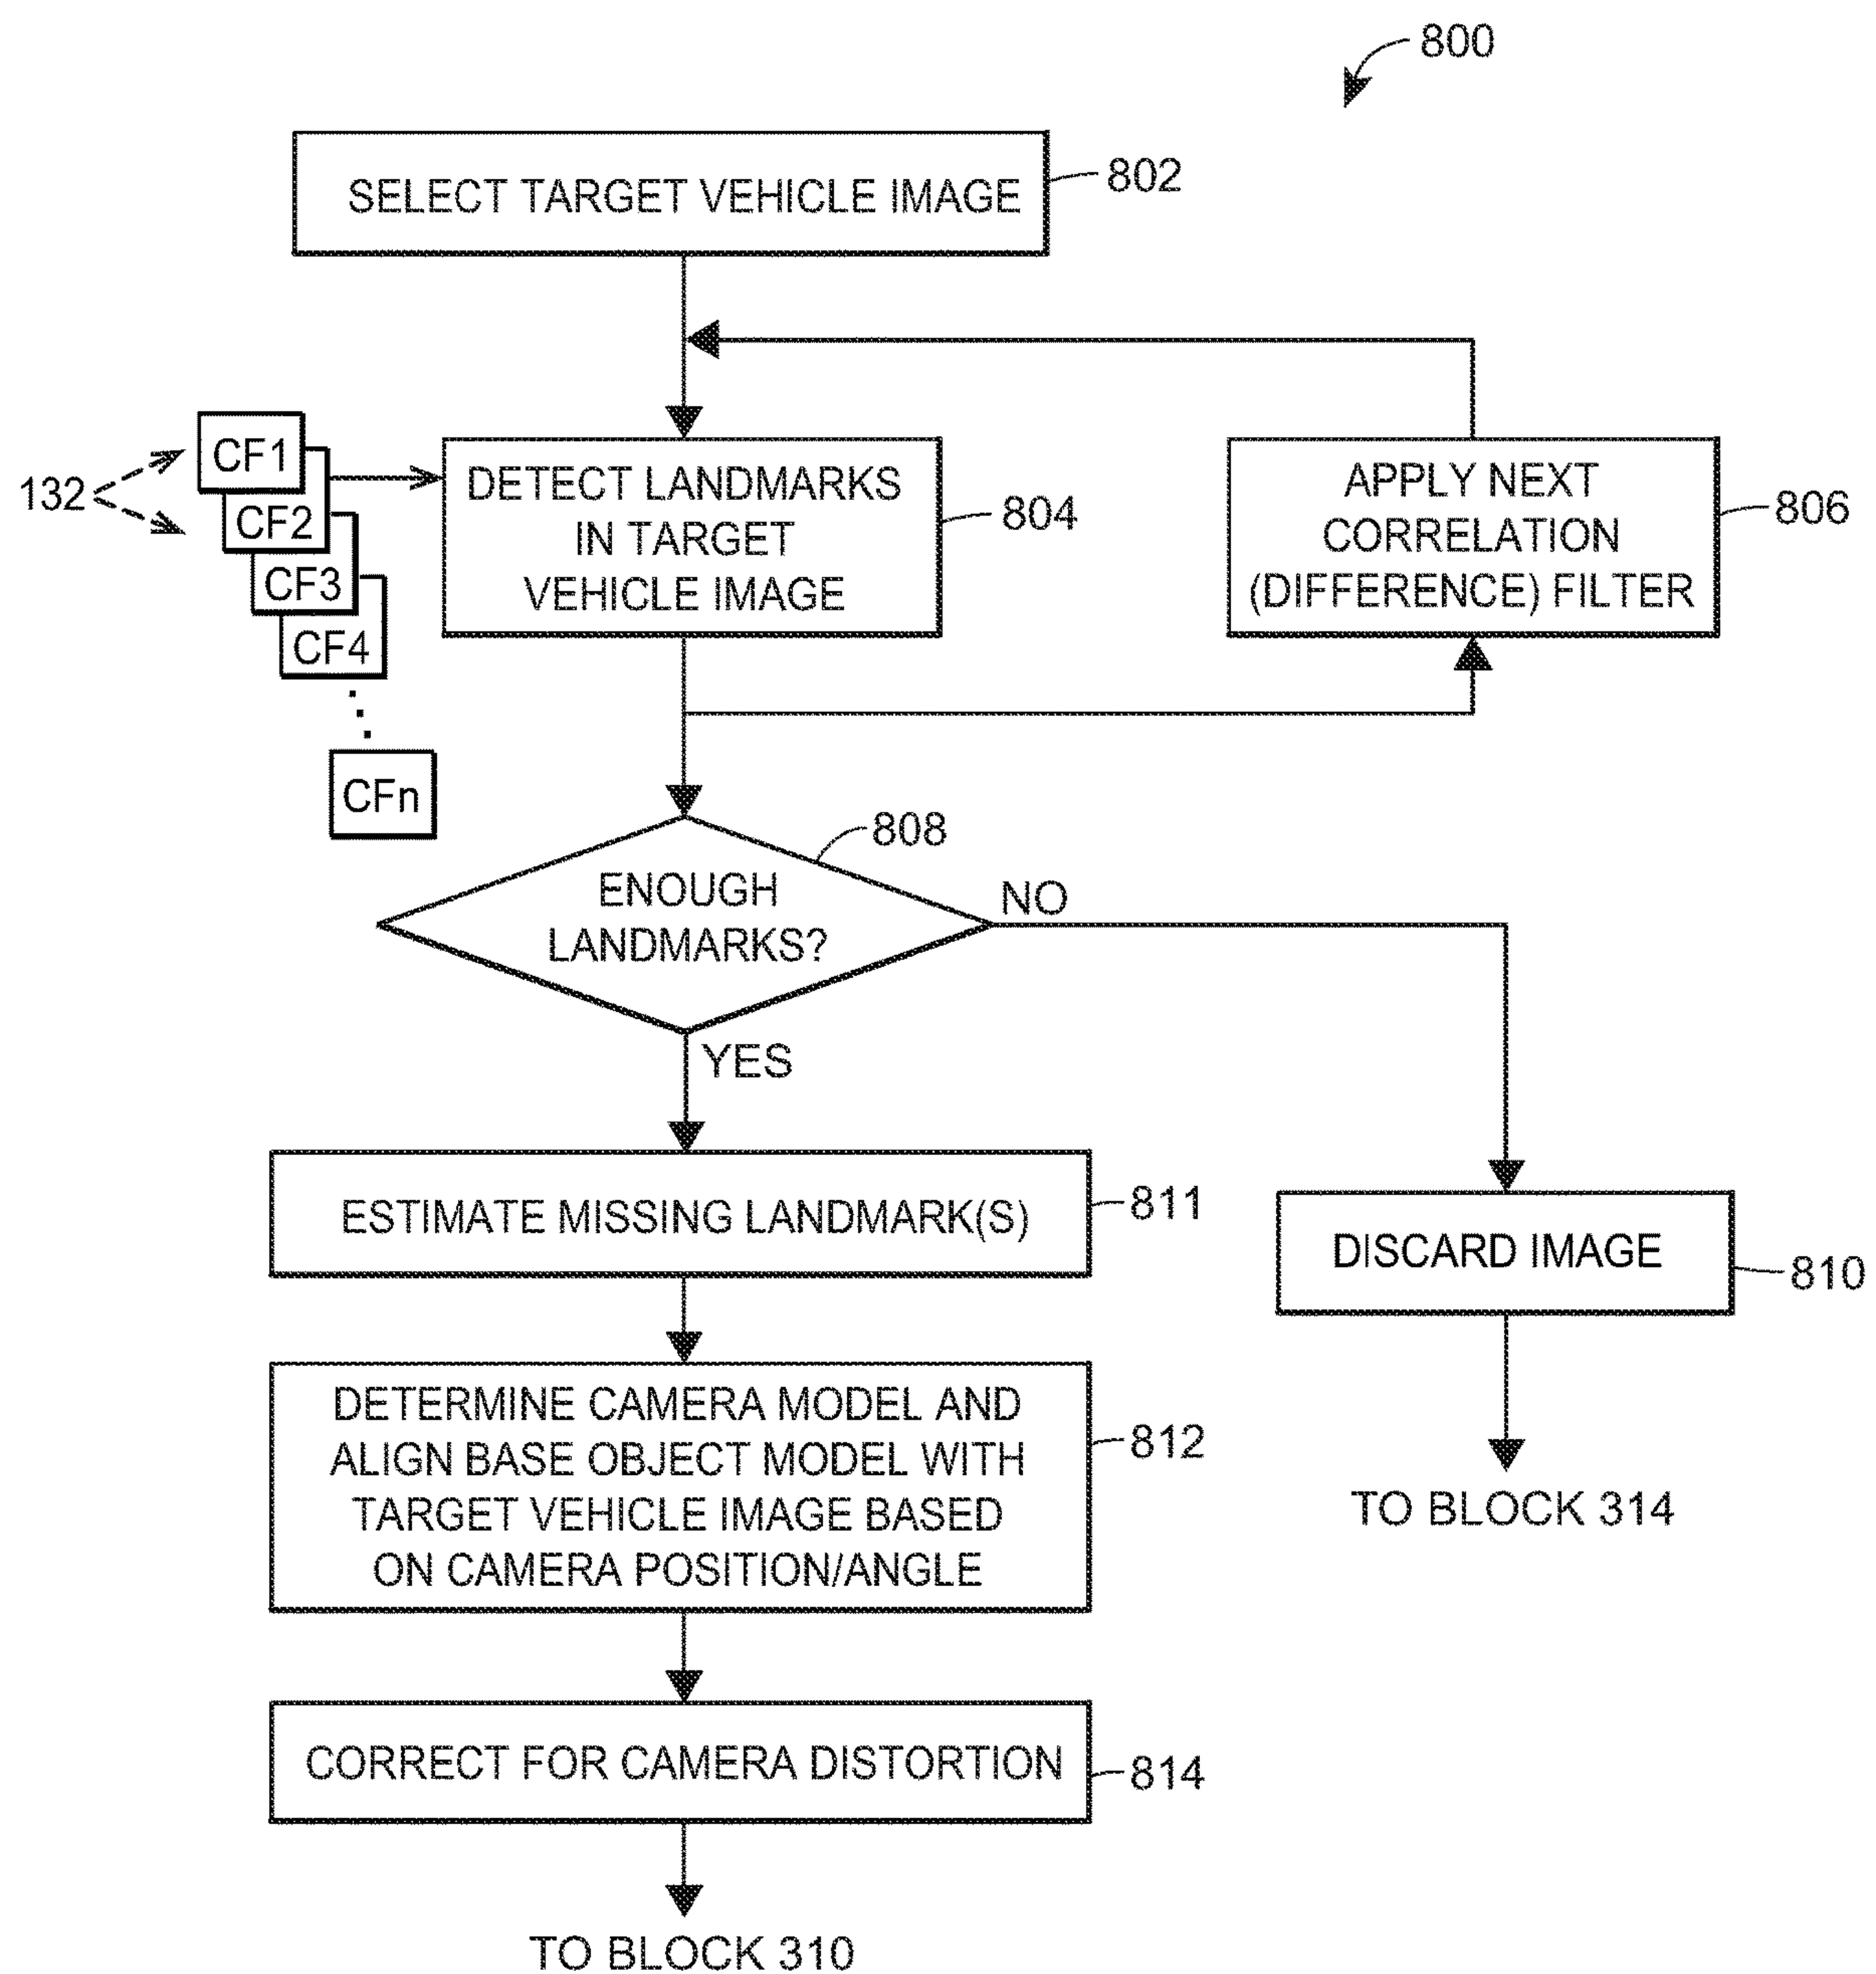 800
SELECT TARGET VEHICLE IMAGE
802
132
CF1
CF2
CF3
CF4
CFn
DETECT LANDMARKS
IN TARGET
VEHICLE IMAGE
804
APPLY NEXT
CORRELATION
(DIFFERENCE) FILTER
806
808
ENOUGH
LANDMARKS?
NO
YES
ESTIMATE MISSING LANDMARK(S)
811
DISCARD IMAGE
810
TO BLOCK 314
DETERMINE CAMERA MODEL AND
ALIGN BASE OBJECT MODEL WITH
TARGET VEHICLE IMAGE BASED
ON CAMERA POSITION/ANGLE
812
CORRECT FOR CAMERA DISTORTION
814
TO BLOCK 310